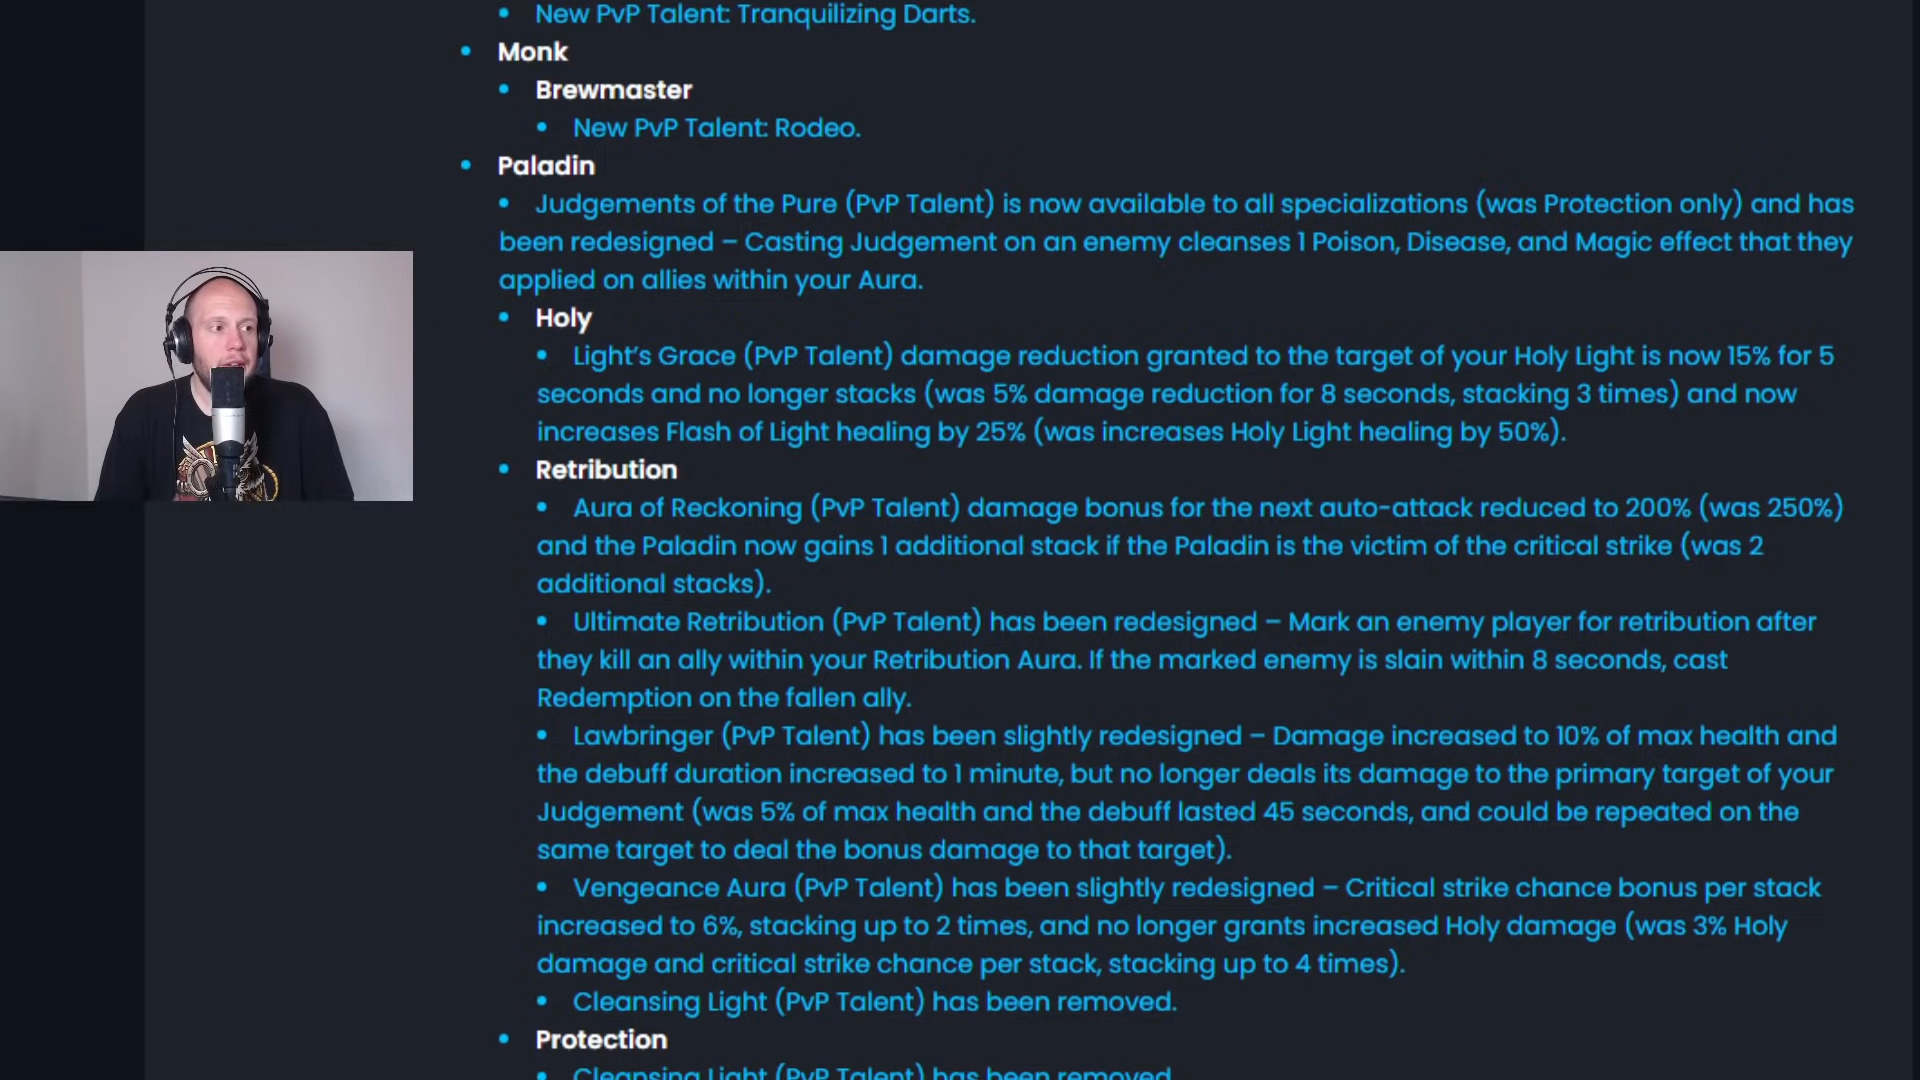 New PvP Talent: Tranquilizing Darts.
Monk
Brewmaster
New PvP Talent: Rodeo.
Paladin
Judgements of the Pure (PvP Talent) is now available to all specializations (was Protection only) and has
been redesigned – Casting Judgement on an enemy cleanses 1 Poison, Disease, and Magic effect that they
applied on allies within your Aura.
Holy
Light's Grace (PvP Talent) damage reduction granted to the target of your Holy Light is now 15% for 5
seconds and no longer stacks (was 5% damage reduction for 8 seconds, stacking 3 times) and now
increases Flash of Light healing by 25% (was increases Holy Light healing by 50%).
Retribution
Aura of Reckoning (PvP Talent) damage bonus for the next auto-attack reduced to 200% (was 250%)
and the Paladin now gains 1 additional stack if the Paladin is the victim of the critical strike (was 2
additional stacks).
Ultimate Retribution (PvP Talent) has been redesigned – Mark an enemy player for retribution after
they kill an ally within your Retribution Aura. If the marked enemy is slain within 8 seconds, cast
Redemption on the fallen ally.
Lawbringer (PvP Talent) has been slightly redesigned – Damage increased to 10% of max health and
the debuff duration increased to 1 minute, but no longer deals its damage to the primary target of your
Judgement (was 5% of max health and the debuff lasted 45 seconds, and could be repeated on the
same target to deal the bonus damage to that target).
Vengeance Aura (PvP Talent) has been slightly redesigned – Critical strike chance bonus per stack
increased to 6%, stacking up to 2 times, and no longer grants increased Holy damage (was 3% Holy
damage and critical strike chance per stack, stacking up to 4 times).
Cleansing Light (PvP Talent) has been removed.
Protection
Cleansing Light (PvP Talent) has been removed.